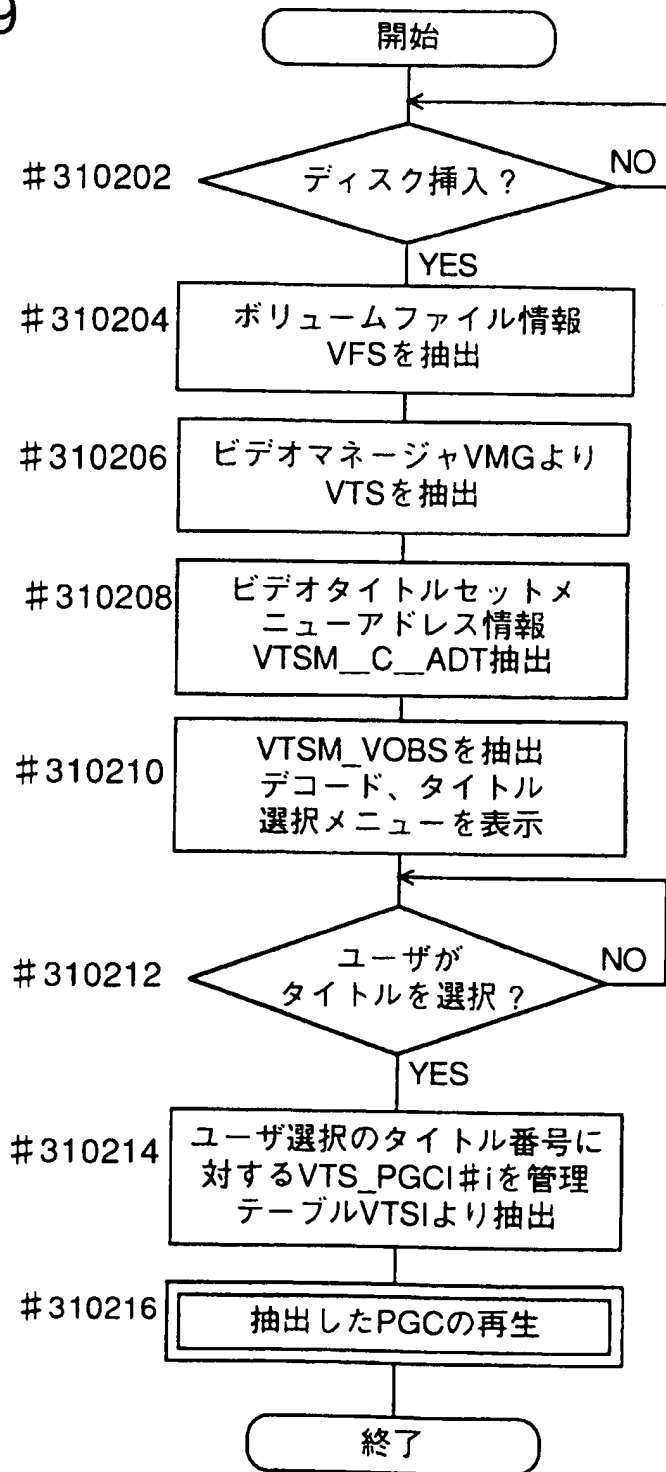 9
開始
#310202
ディスク挿入?
NO
YES
#310204
ボリュームファイル情報
VFSを抽出
#310206
ビデオマネージャVMGより
VTSを抽出
#310208
ビデオタイトルセットメ
ニューアドレス情報
VTSM__C__ADT抽出
#310210
VTSM_VOBSを抽出
デコード、タイトル
選択メニューを表示
#310212
ユーザが
タイトルを選択?
NO
YES
#310214
ユーザ選択のタイトル番号に
対するVTS_PGCI#iを管理
テーブルVTSIより抽出
#310216
抽出したPGCの再生
終了